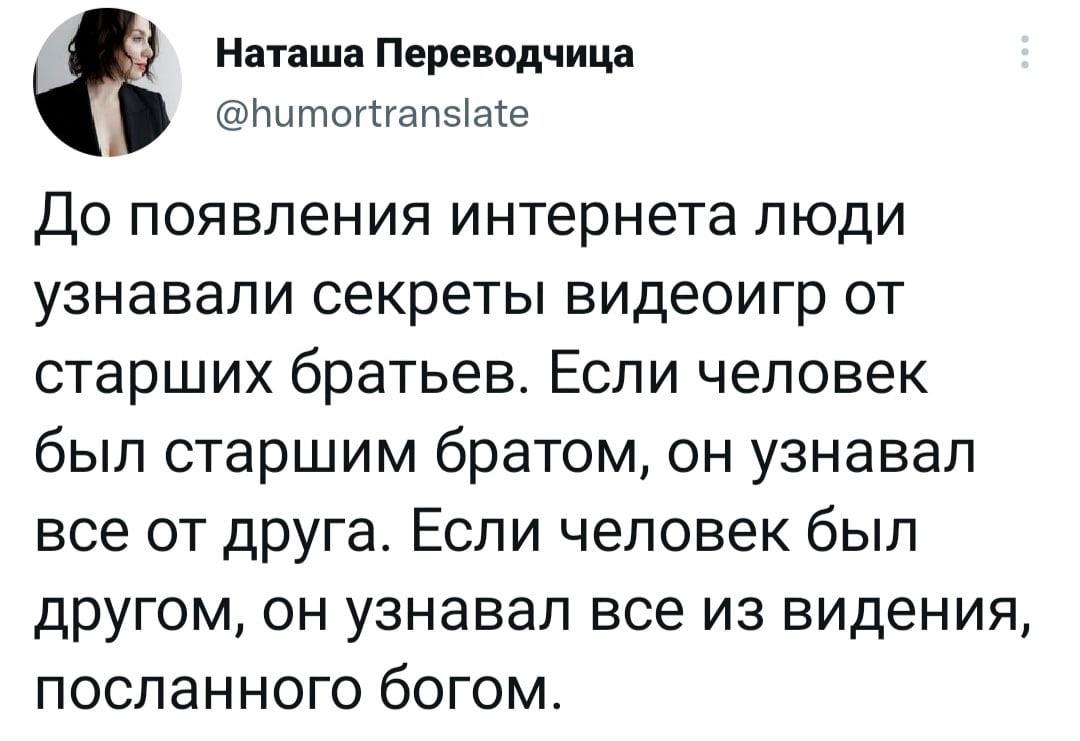 Наташа Переводчица
@humortranslate
До появления интернета люди
узнавали секреты видеоигр от
старших братьев. Если человек
был старшим братом, он узнавал
все от друга. Если человек был
другом, он узнавал все из видения,
посланного богом.